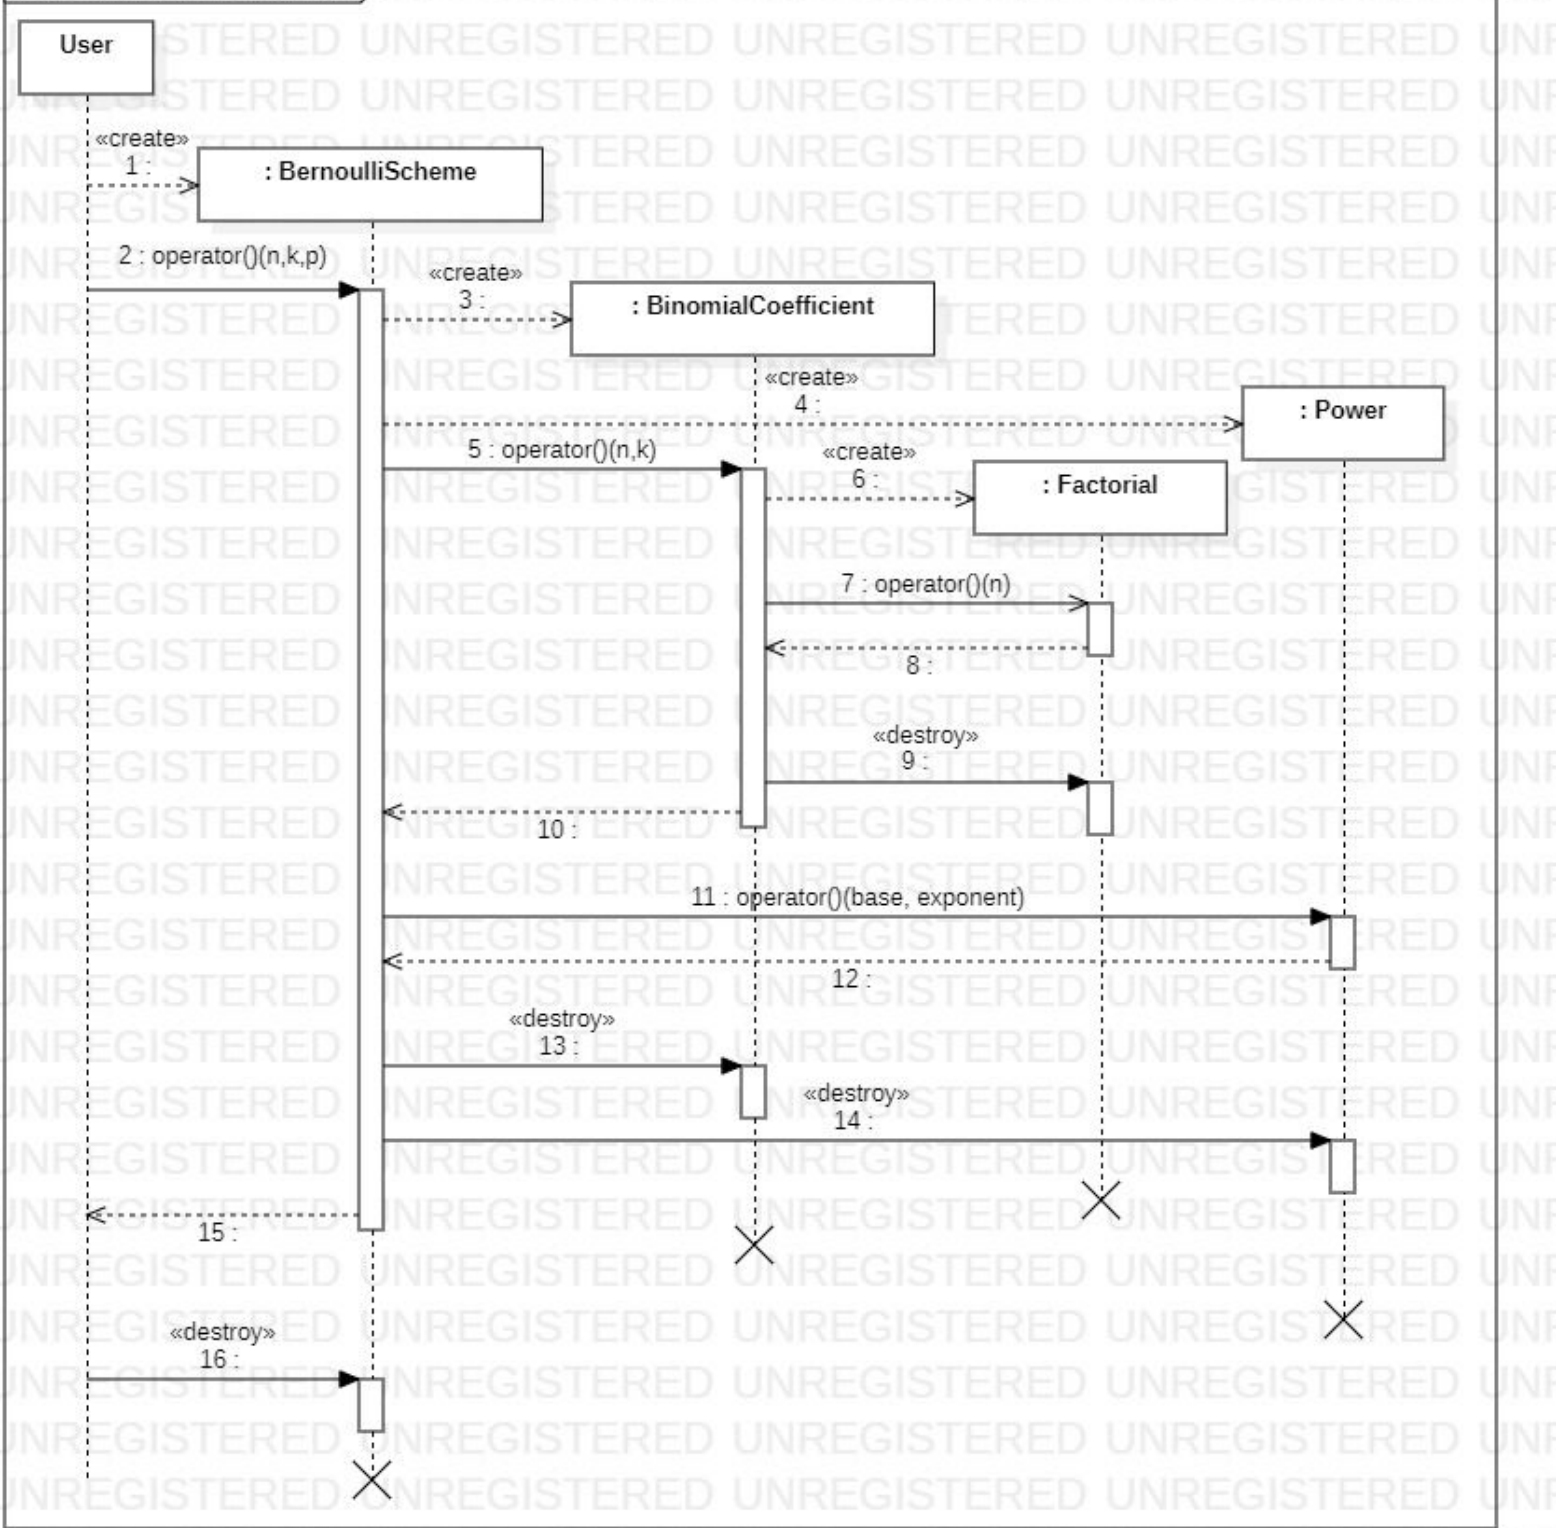 User
«create»
1 :
: BernoulliScheme
2 : operator()(n,k,p)
«create»
3 :
: BinomialCoefficient
«create»
4 :
: Power
5 : operator()(n,k)
«create»
6 :
: Factorial
7 : operator()(n)
8 :
«destroy»
9 :
10 :
11 : operator()(base, exponent)
12 :
«destroy»
13 :
«destroy»
14 :
15 :
«destroy»
16 :
UNREGISTERED